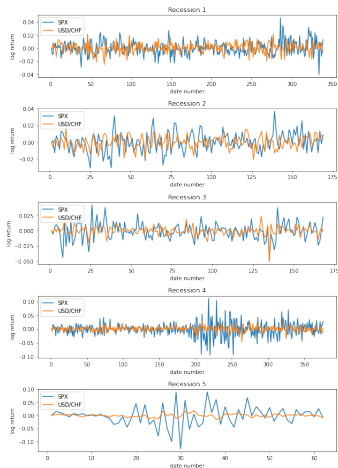 Recession 1
0.04
0.02
0.00
−0.02
−0.04
log return
SPX
USD/CHF
0 50 100 150 200 250 300 350
date number
Recession 2
0.04
0.02
0.00
−0.02
log return
SPX
USD/CHF
0 25 50 75 100 125 150 175
date number
Recession 3
0.025
0.000
−0.025
−0.050
log return
SPX
USD/CHF
0 25 50 75 100 125 150 175
date number
Recession 4
0.10
0.05
0.00
−0.05
−0.10
log return
SPX
USD/CHF
0 50 100 150 200 250 300 350
date number
Recession 5
0.10
0.05
0.00
−0.05
−0.10
log return
SPX
USD/CHF
0 10 20 30 40 50 60
date number